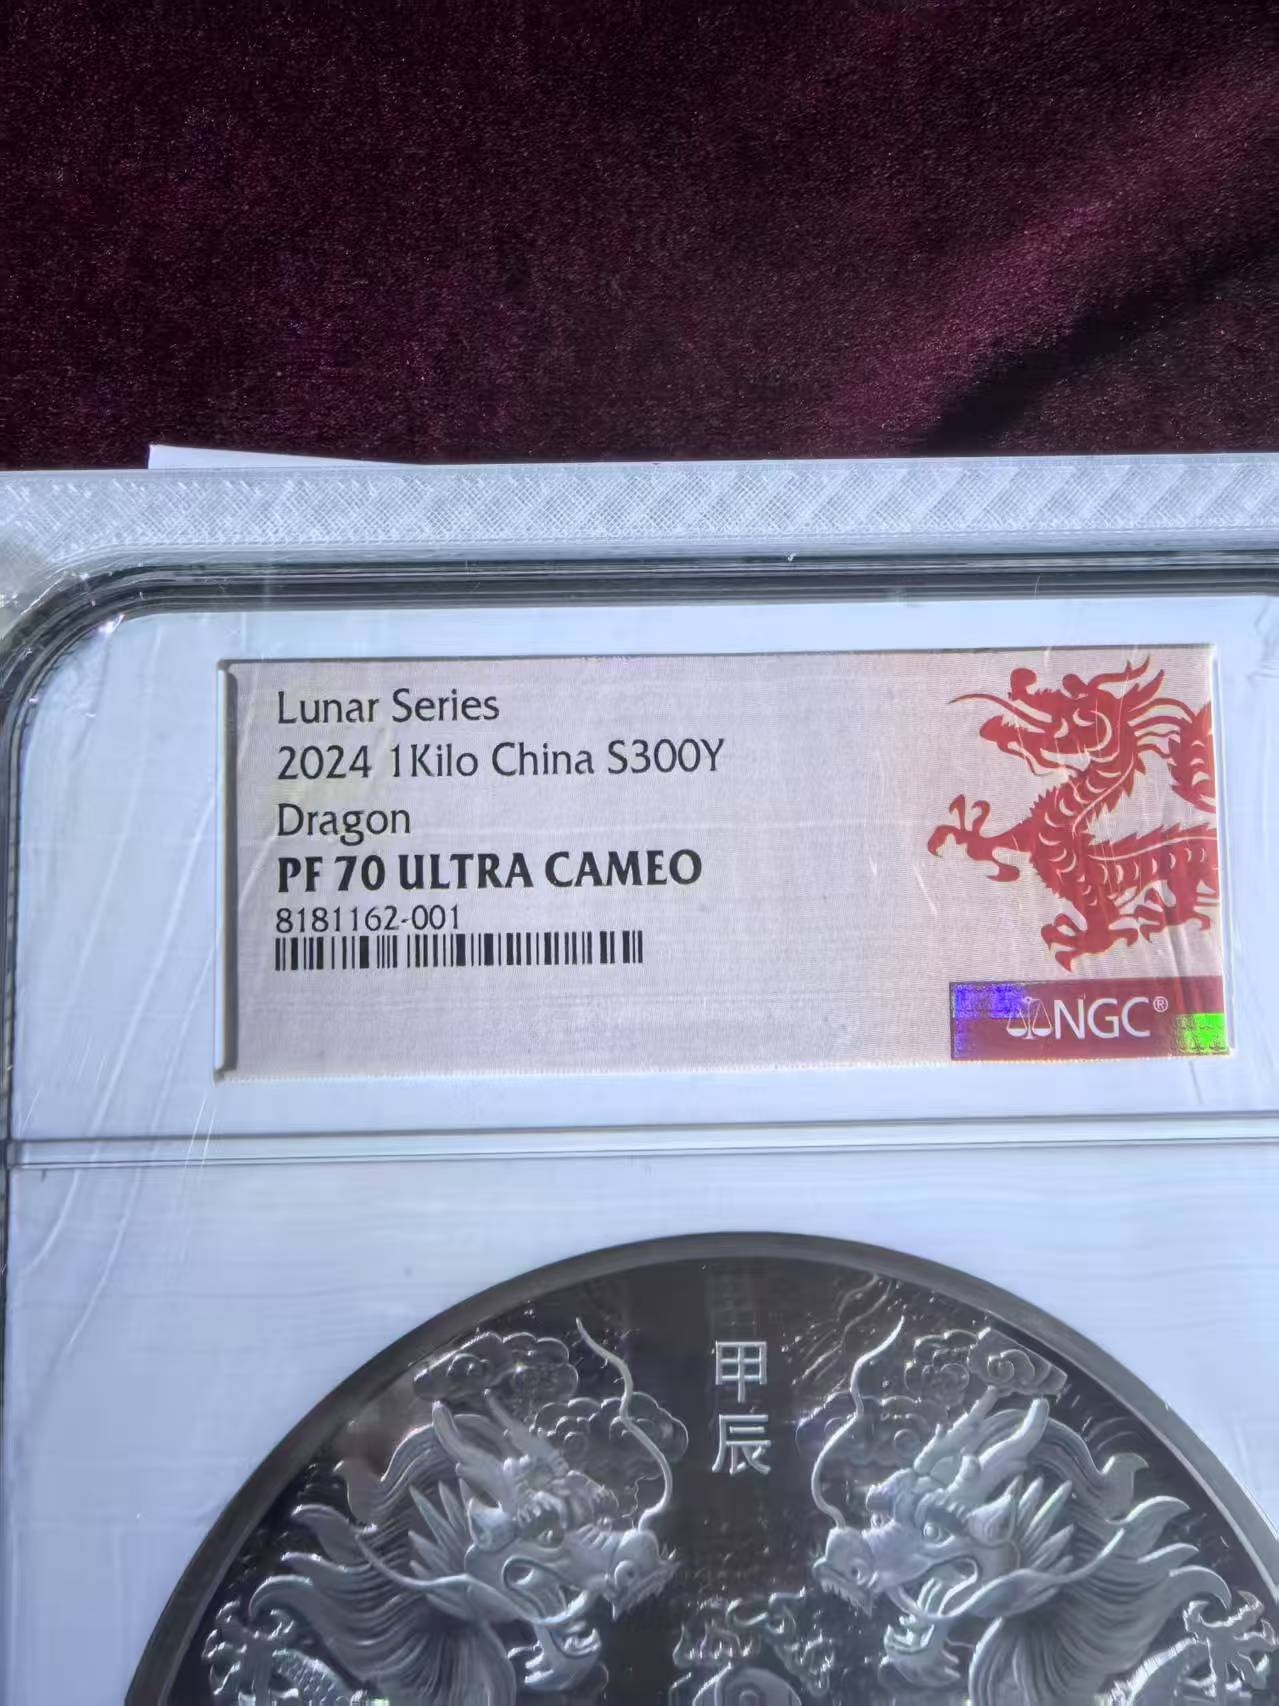 Lunar Series
2024 1Kilo China S300Y
Dragon
PF 70 ULTRA CAMEO
8181162-001
NGC®
甲
辰